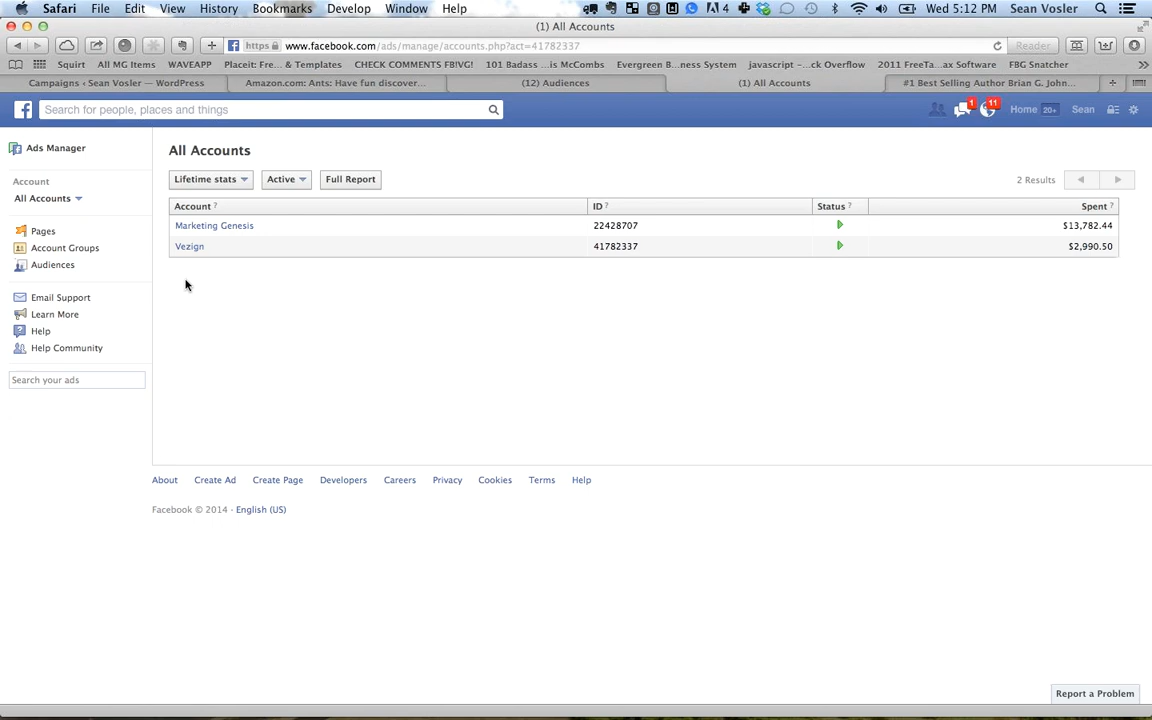 Safari File Edit View History Bookmarks Develop Window Help 4 Wed 5:12 PM Sean Vosler
(1) All Accounts
https www.facebook.com/ads/manage/accounts.php?act=41782337 Reader
Squirt All MG Items WAVEAPP Placeit: Fre... & Templates CHECK COMMENTS FBIVG! 101 Badass ...is McCombs Evergreen B...ness System javascript -...ck Overflow 2011 FreeTa...ax Software FBG Snatcher
Campaigns ‹ Sean Vosler — WordPress Amazon.com: Ants: Have fun discover... (12) Audiences (1) All Accounts #1 Best Selling Author Brian G. John...
Search for people, places and things 1 11 Home 20+ Sean
Ads Manager
Account
All Accounts
Pages
Account Groups
Audiences
Email Support
Learn More
Help
Help Community
Search your ads
All Accounts
Lifetime stats Active Full Report 2 Results
Account ? ID ? Status ? Spent ?
Marketing Genesis 22428707 $13,782.44
Vezign 41782337 $2,990.50
About Create Ad Create Page Developers Careers Privacy Cookies Terms Help
Facebook © 2014 · English (US)
Report a Problem